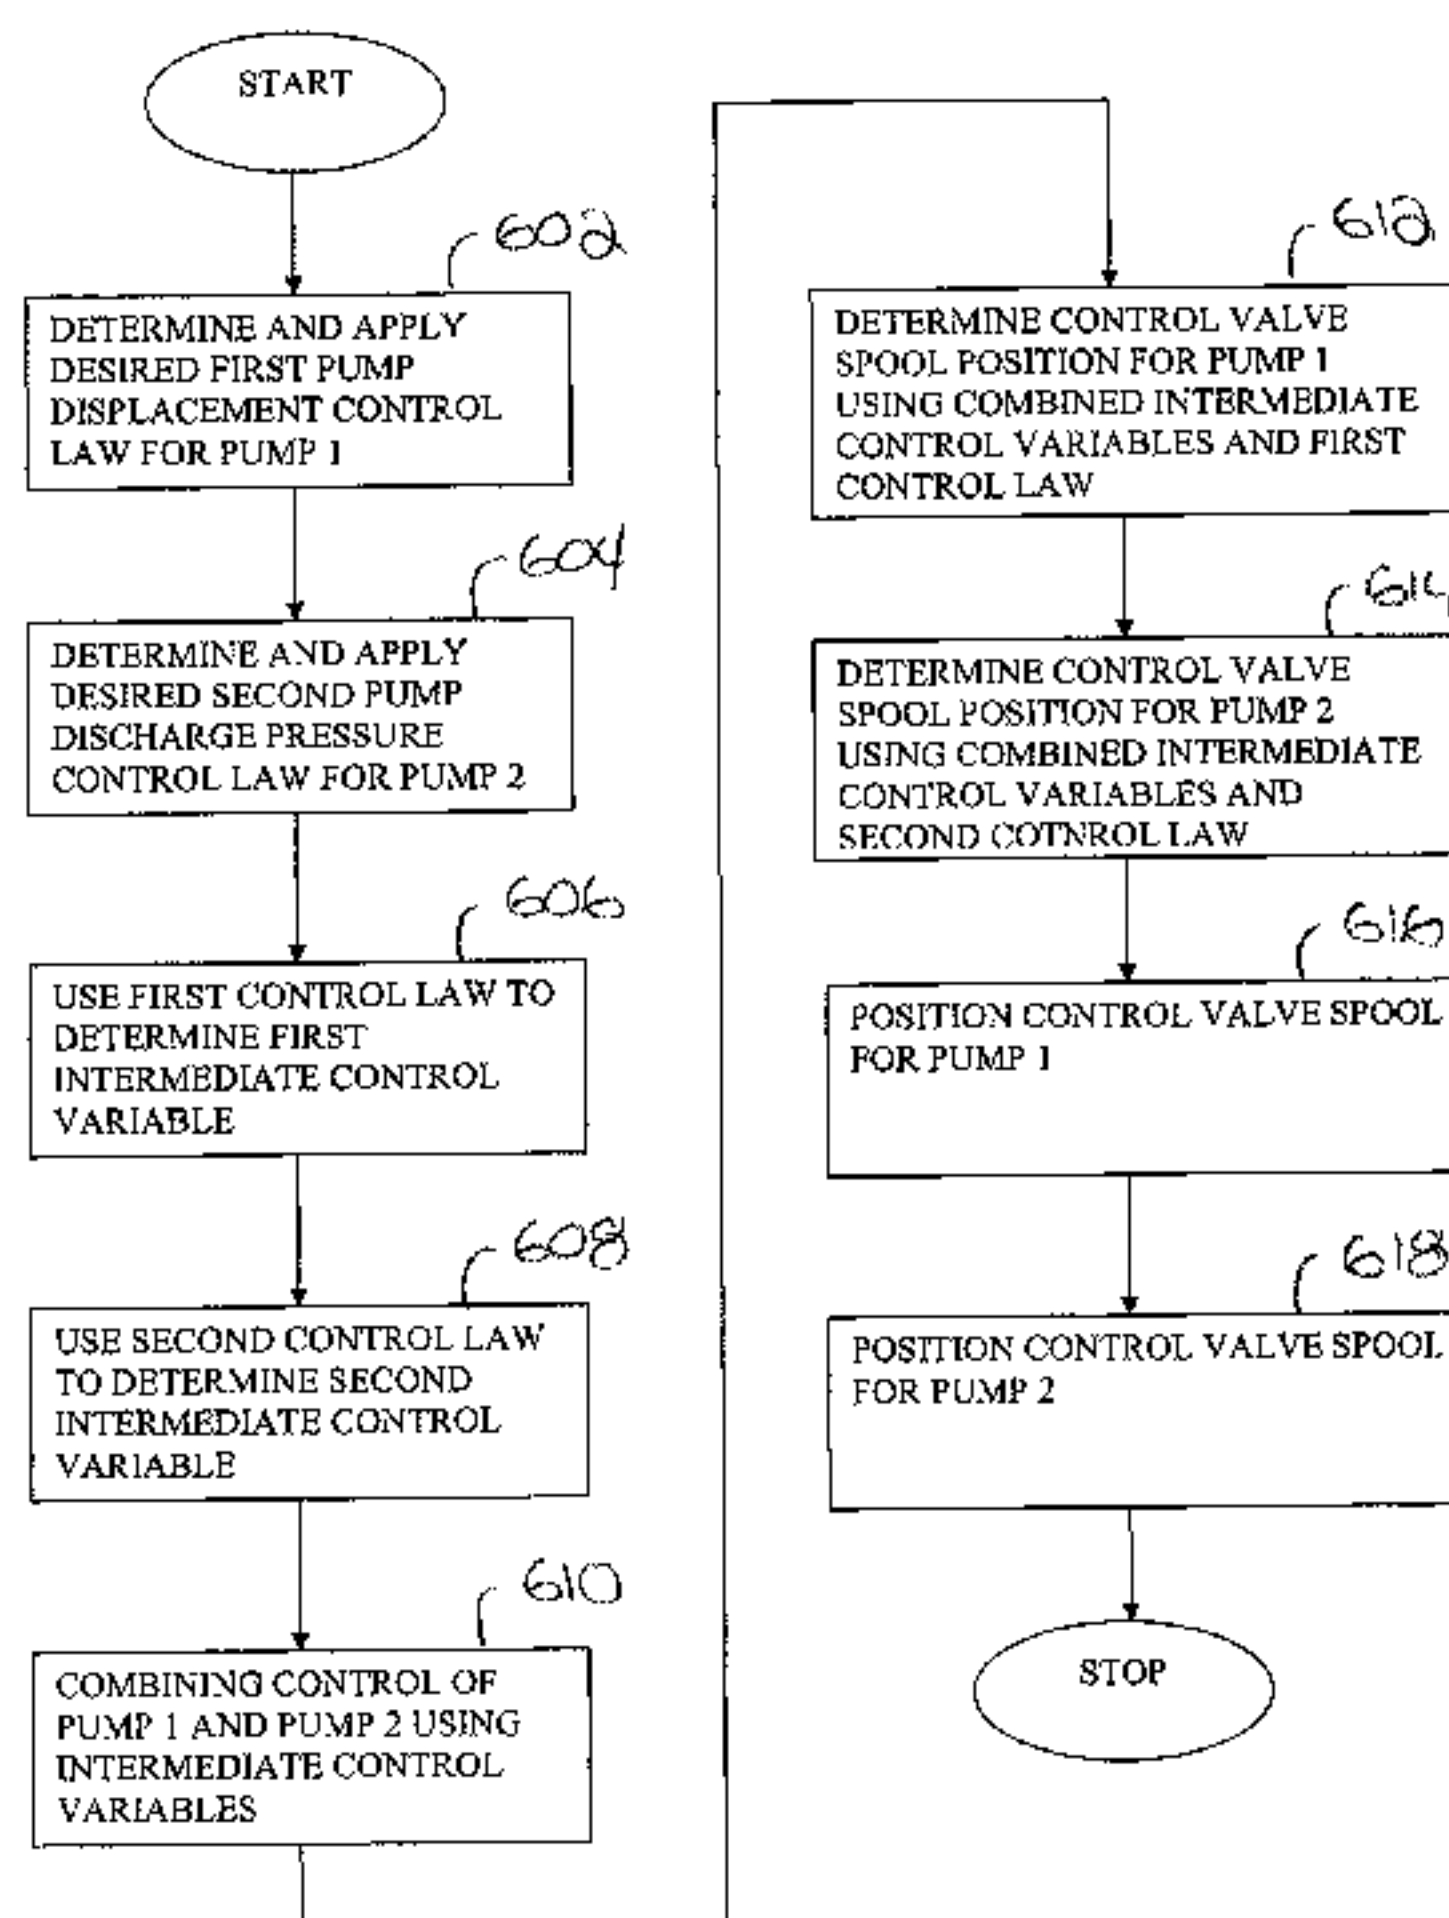 START
602
DETERMINE AND APPLY
DESIRED FIRST PUMP
DISPLACEMENT CONTROL
LAW FOR PUMP 1
604
DETERMINE AND APPLY
DESIRED SECOND PUMP
DISCHARGE PRESSURE
CONTROL LAW FOR PUMP 2
606
USE FIRST CONTROL LAW TO
DETERMINE FIRST
INTERMEDIATE CONTROL
VARIABLE
608
USE SECOND CONTROL LAW
TO DETERMINE SECOND
INTERMEDIATE CONTROL
VARIABLE
610
COMBINING CONTROL OF
PUMP 1 AND PUMP 2 USING
INTERMEDIATE CONTROL
VARIABLES
612
DETERMINE CONTROL VALVE
SPOOL POSITION FOR PUMP 1
USING COMBINED INTERMEDIATE
CONTROL VARIABLES AND FIRST
CONTROL LAW
614
DETERMINE CONTROL VALVE
SPOOL POSITION FOR PUMP 2
USING COMBINED INTERMEDIATE
CONTROL VARIABLES AND
SECOND COTNROL LAW
616
POSITION CONTROL VALVE SPOOL
FOR PUMP 1
618
POSITION CONTROL VALVE SPOOL
FOR PUMP 2
STOP